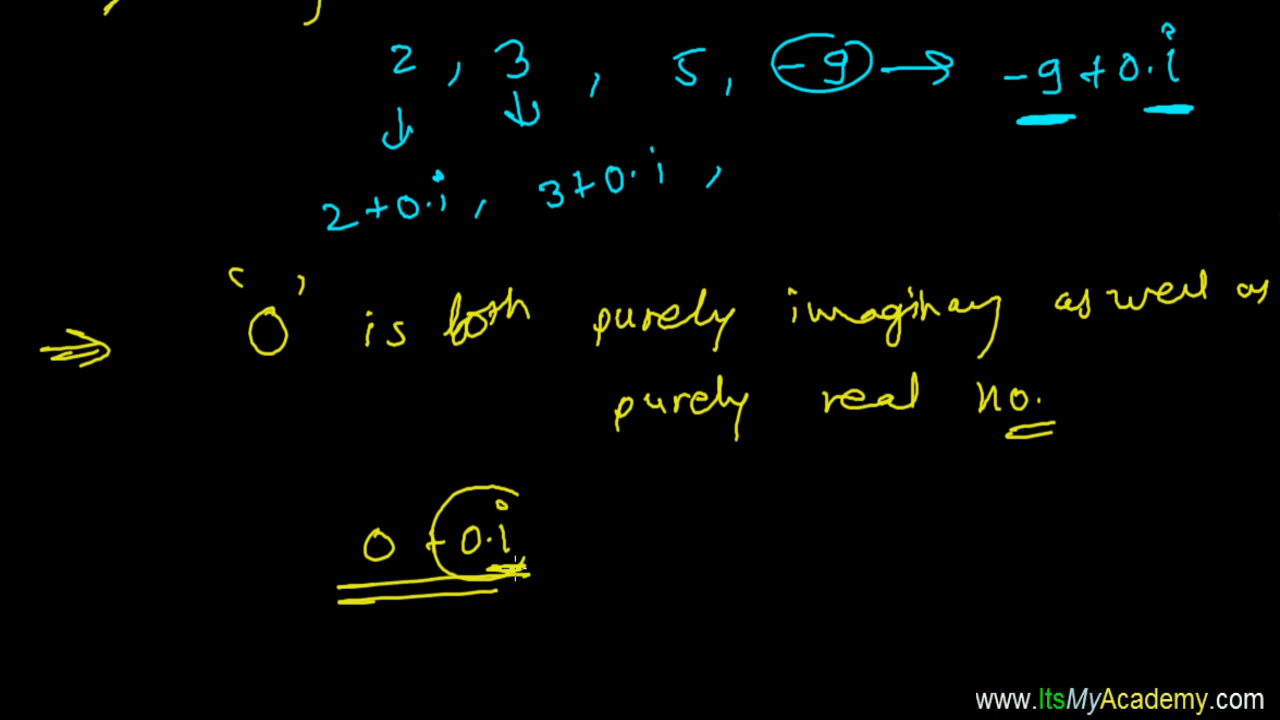 2 , 3 , 5 , -9 → -9 + 0.i
↓ ↓
2 + 0.i , 3 + 0.i ,
⇒ '0' is both purely imaginary as well as
purely real no.
0 + 0.i
www.ItsMyAcademy.com